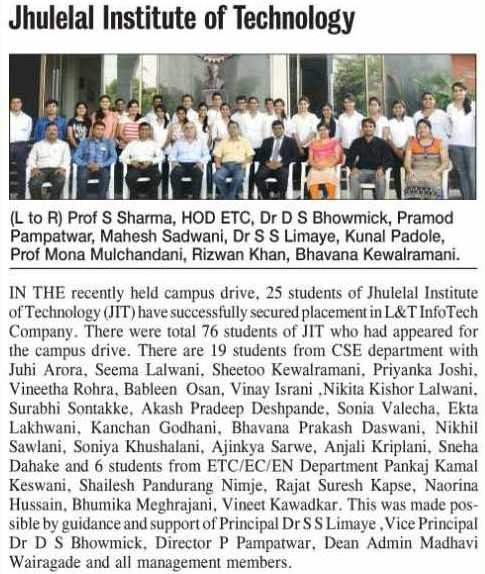 Jhulelal Institute of Technology
(L to R) Prof S Sharma, HOD ETC, Dr D S Bhowmick, Pramod
Pampatwar, Mahesh Sadwani, Dr S S Limaye, Kunal Padole,
Prof Mona Mulchandani, Rizwan Khan, Bhavana Kewalramani.
IN THE recently held campus drive, 25 students of Jhulelal Institute
of Technology (JIT) have successfully secured placement in L&T InfoTech
Company. There were total 76 students of JIT who had appeared for
the campus drive. There are 19 students from CSE department with
Juhi Arora, Seema Lalwani, Sheetoo Kewalramani, Priyanka Joshi,
Vineetha Rohra, Bableen Osan, Vinay Israni ,Nikita Kishor Lalwani,
Surabhi Sontakke, Akash Pradeep Deshpande, Sonia Valecha, Ekta
Lakhwani, Kanchan Godhani, Bhavana Prakash Daswani, Nikhil
Sawlani, Soniya Khushalani, Ajinkya Sarwe, Anjali Kriplani, Sneha
Dahake and 6 students from ETC/EC/EN Department Pankaj Kamal
Keswani, Shailesh Pandurang Nimje, Rajat Suresh Kapse, Naorina
Hussain, Bhumika Meghrajani, Vineet Kawadkar. This was made pos-
sible by guidance and support of Principal Dr S S Limaye ,Vice Principal
Dr D S Bhowmick, Director P Pampatwar, Dean Admin Madhavi
Wairagade and all management members.